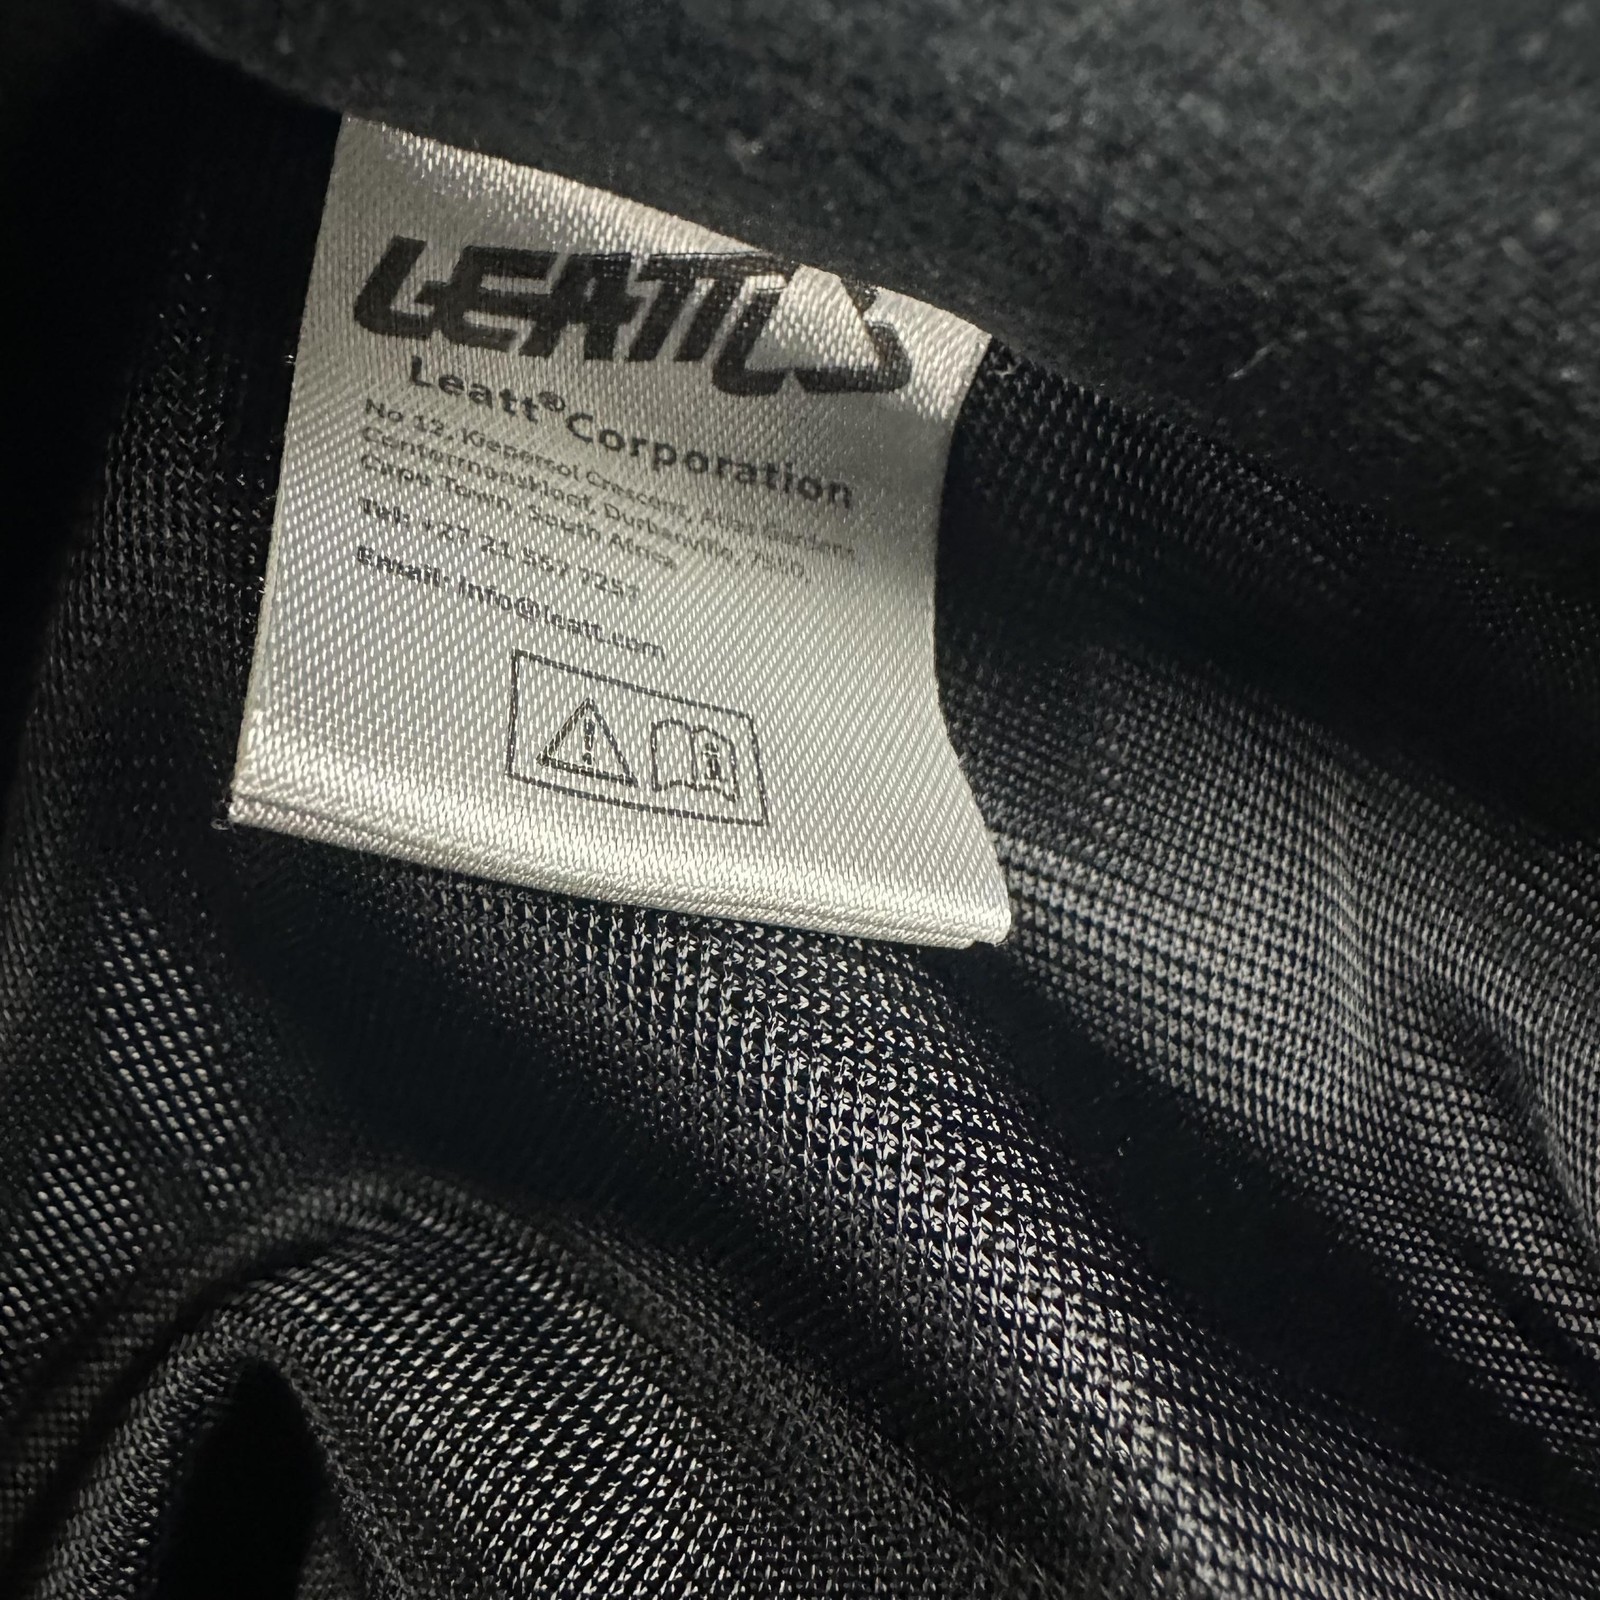 LEATT
Leatt® Corporation
No 12, Kiepersol Crescent, Atlas Gardens
Contermanskloof, Durbanville, 7550,
Cape Town, South Africa
Tel: +27 21 557 7257
Email: info@leatt.com